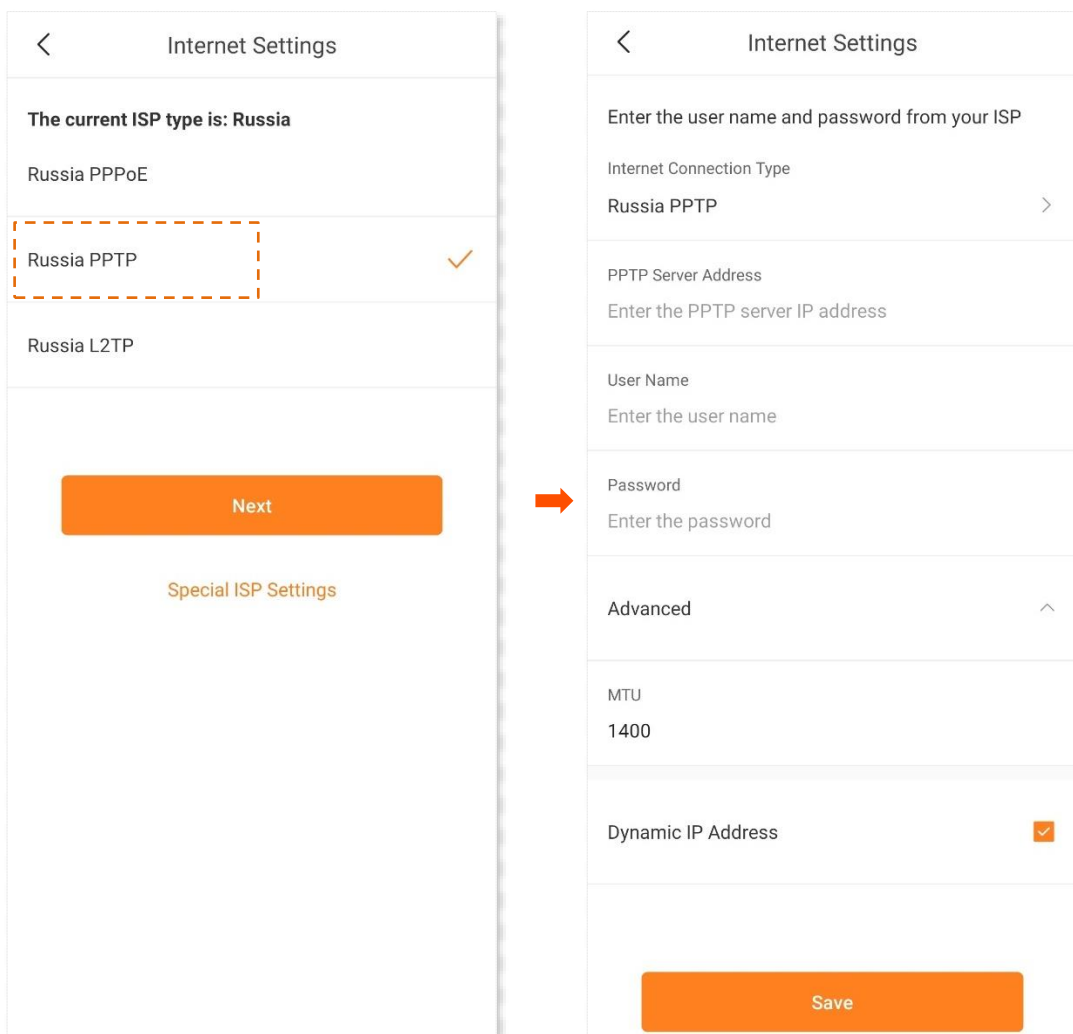 Internet Settings
The current ISP type is: Russia
Russia PPPoE
Russia PPTP
Russia L2TP
Next
Special ISP Settings
Internet Settings
Enter the user name and password from your ISP
Internet Connection Type
Russia PPTP
PPTP Server Address
Enter the PPTP server IP address
User Name
Enter the user name
Password
Enter the password
Advanced
MTU
1400
Dynamic IP Address
Save